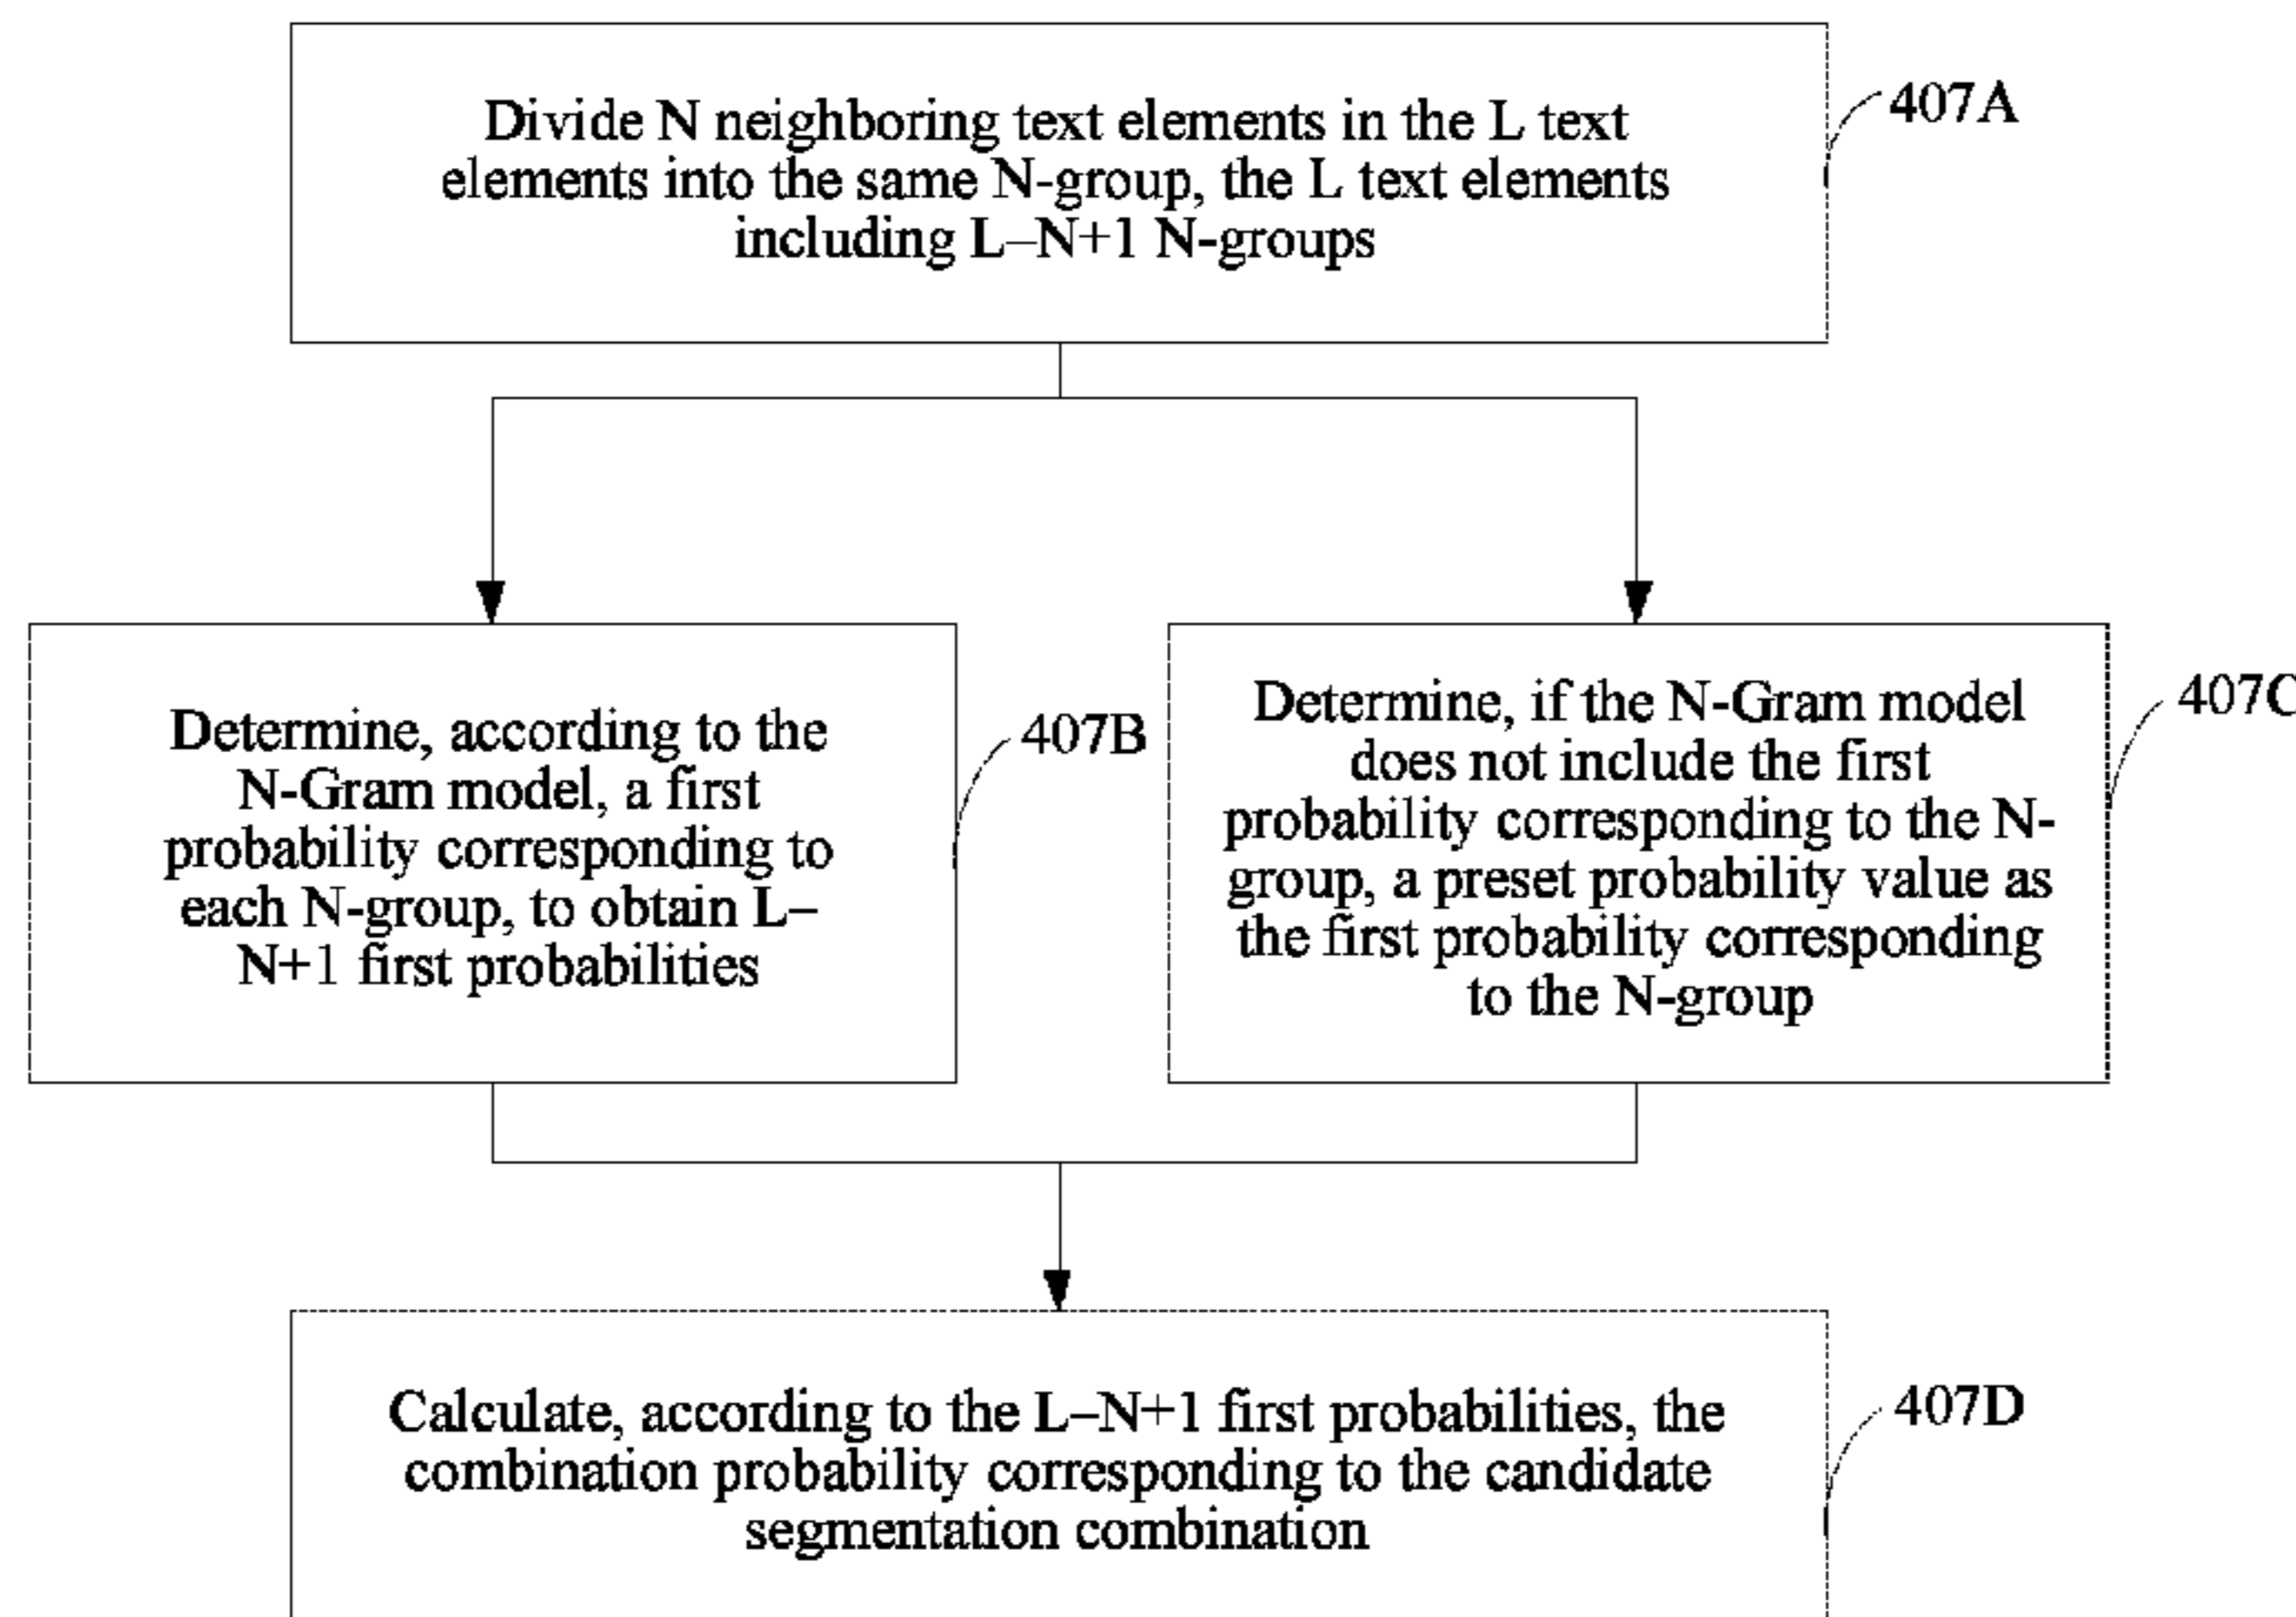 Divide N neighboring text elements in the L text
elements into the same N-group, the L text elements
including L–N+1 N-groups
407A
Determine, according to the
N-Gram model, a first
probability corresponding to
each N-group, to obtain L–
N+1 first probabilities
407B
Determine, if the N-Gram model
does not include the first
probability corresponding to the N-
group, a preset probability value as
the first probability corresponding
to the N-group
407C
Calculate, according to the L–N+1 first probabilities, the
combination probability corresponding to the candidate
segmentation combination
407D